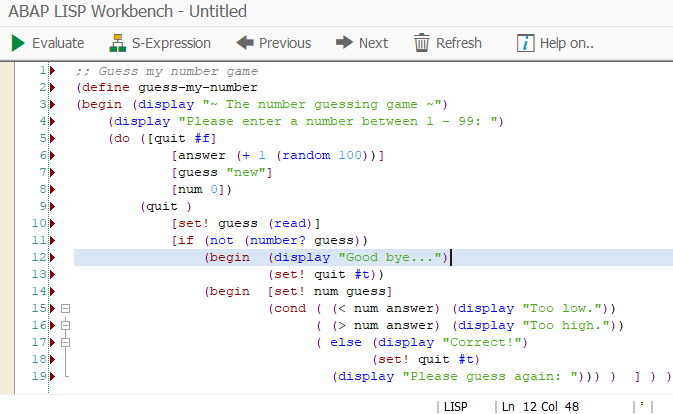 ABAP LISP Workbench - Untitled
Evaluate S-Expression Previous Next Refresh Help on..
1 ;; Guess my number game
2 (define guess-my-number
3 (begin (display "~ The number guessing game ~")
4 (display "Please enter a number between 1 - 99: ")
5 (do ([quit #f]
6 [answer (+ 1 (random 100))]
7 [guess "new"]
8 [num 0])
9 (quit )
10 [set! guess (read)]
11 [if (not (number? guess))
12 (begin (display "Good bye...")
13 (set! quit #t))
14 (begin [set! num guess]
15 (cond ( (< num answer) (display "Too low."))
16 ( (> num answer) (display "Too high."))
17 ( else (display "Correct!")
18 (set! quit #t)
19 (display "Please guess again: "))) ) ] ) )
LISP Ln 12 Col 48